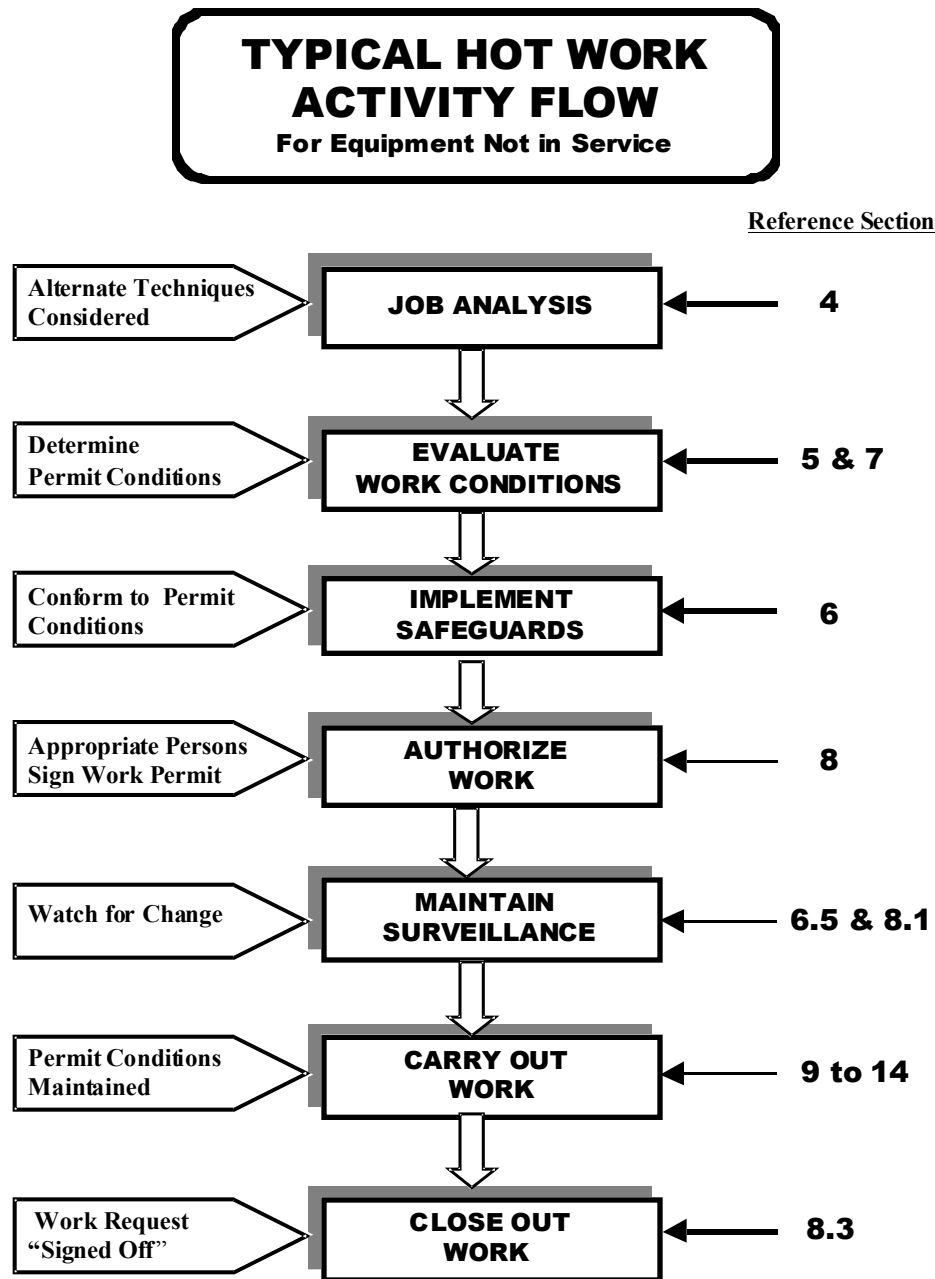 TYPICAL HOT WORK
ACTIVITY FLOW
For Equipment Not in Service
Reference Section
Alternate Techniques
Considered
JOB ANALYSIS
4
Determine
Permit Conditions
EVALUATE
WORK CONDITIONS
5 & 7
Conform to Permit
Conditions
IMPLEMENT
SAFEGUARDS
6
Appropriate Persons
Sign Work Permit
AUTHORIZE
WORK
8
Watch for Change
MAINTAIN
SURVEILLANCE
6.5 & 8.1
Permit Conditions
Maintained
CARRY OUT
WORK
9 to 14
Work Request
“Signed Off”
CLOSE OUT
WORK
8.3